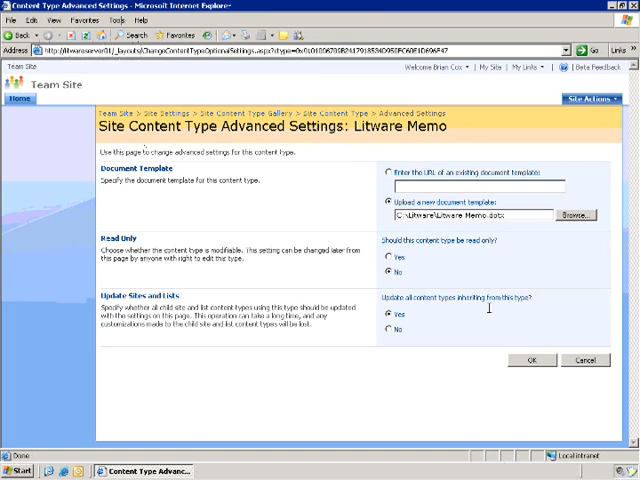 Content Type Advanced Settings - Microsoft Internet Explorer
File Edit View Favorites Tools Help
Back Search Favorites
Address http://litwareserver01/_layouts/ChangeContentTypeOptionalSettings.aspx?ctype= Go Links »
Team Site Welcome Brian Cox | My Site | My Links | Beta Feedback
Team Site
Home Site Actions
Team Site > Site Settings > Site Content Type Gallery > Site Content Type > Advanced Settings
Site Content Type Advanced Settings: Litware Memo
Use this page to change advanced settings for this content type.
Document Template
Specify the document template for this content type.
Enter the URL of an existing document template:
Upload a new document template:
C:\Litware\Litware Memo.dotx Browse...
Read Only
Choose whether the content type is modifiable. This setting can be changed later from this page by anyone with right to edit this type.
Should this content type be read only?
Yes
No
Update Sites and Lists
Specify whether all child site and list content types using this type should be updated with the settings on this page. This operation can take a long time, and any customizations made to the child site and list content types will be lost.
Update all content types inheriting from this type?
Yes
No
OK Cancel
Done Local intranet
Start Content Type Advanc...